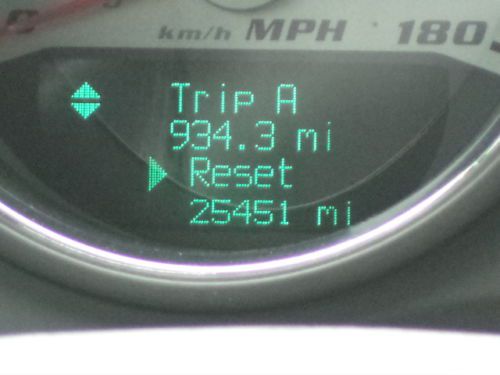 km/h MPH 180
Trip A
934.3 mi
Reset
25451 mi